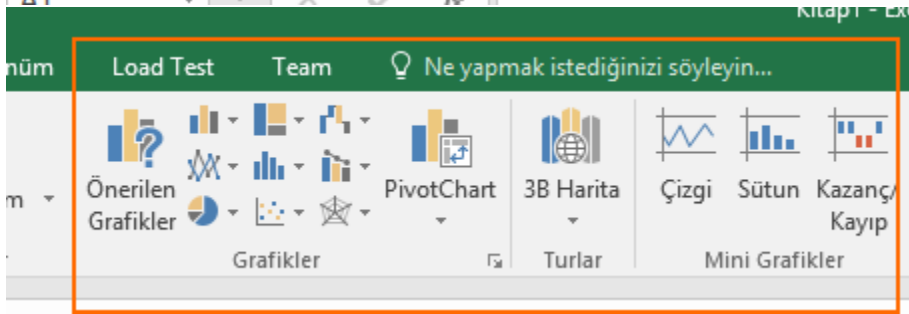 Kitap1 - Exc
nüm Load Test Team Ne yapmak istediğinizi söyleyin...
m Önerilen Grafikler PivotChart 3B Harita Çizgi Sütun Kazanç/ Kayıp
Grafikler Turlar Mini Grafikler